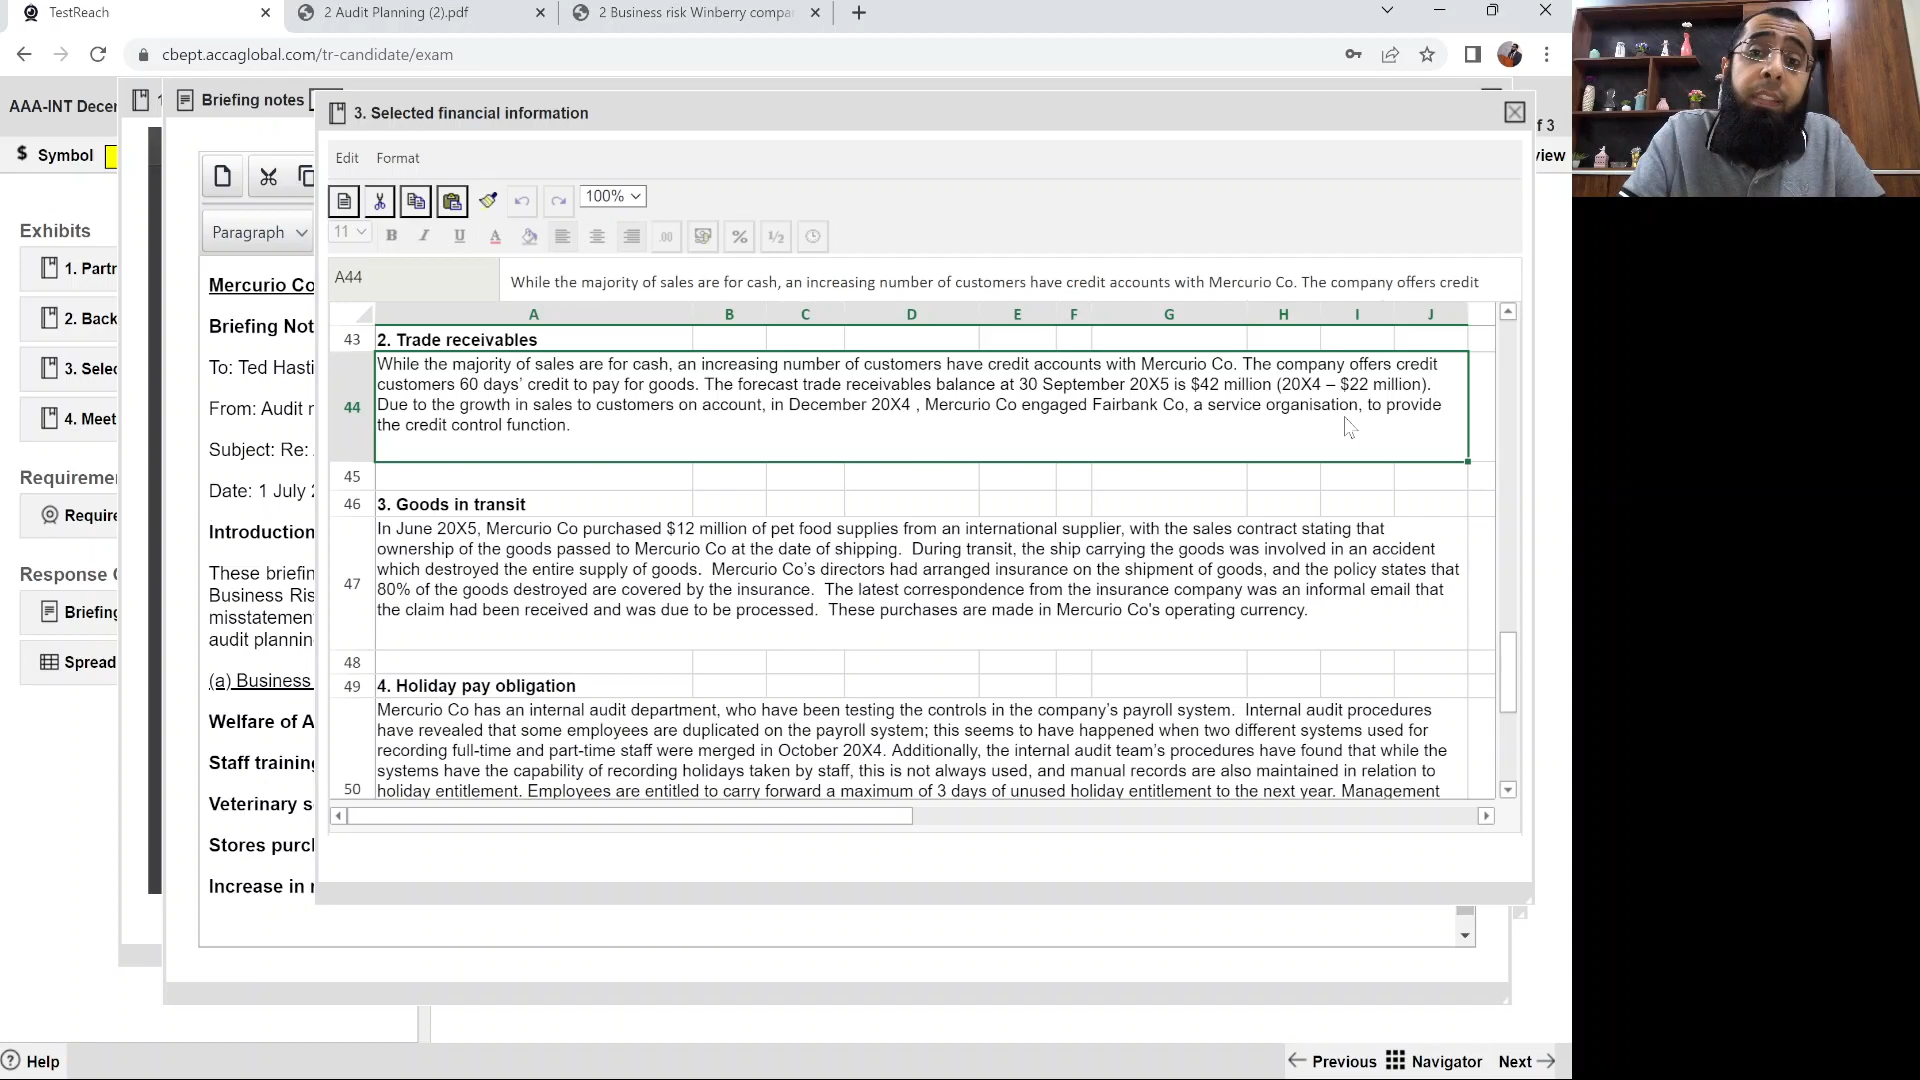 TestReach
2 Audit Planning (2).pdf
2 Business risk Winberry compa
cbept.accaglobal.com/tr-candidate/exam
AAA-INT Decem
Briefing notes
3. Selected financial information
f 3
$ Symbol
view
Edit Format
100%
11
Paragraph
Exhibits
1. Partn
2. Back
3. Selec
4. Meet
Requiremen
Require
Response
Briefing
Spread
A44
While the majority of sales are for cash, an increasing number of customers have credit accounts with Mercurio Co. The company offers credit
A B C D E F G H I J
43 2. Trade receivables
44 While the majority of sales are for cash, an increasing number of customers have credit accounts with Mercurio Co. The company offers credit
customers 60 days' credit to pay for goods. The forecast trade receivables balance at 30 September 20X5 is $42 million (20X4 – $22 million).
Due to the growth in sales to customers on account, in December 20X4 , Mercurio Co engaged Fairbank Co, a service organisation, to provide
the credit control function.
45
46 3. Goods in transit
47 In June 20X5, Mercurio Co purchased $12 million of pet food supplies from an international supplier, with the sales contract stating that
ownership of the goods passed to Mercurio Co at the date of shipping. During transit, the ship carrying the goods was involved in an accident
which destroyed the entire supply of goods. Mercurio Co's directors had arranged insurance on the shipment of goods, and the policy states that
80% of the goods destroyed are covered by the insurance. The latest correspondence from the insurance company was an informal email that
the claim had been received and was due to be processed. These purchases are made in Mercurio Co's operating currency.
48
49 4. Holiday pay obligation
50 Mercurio Co has an internal audit department, who have been testing the controls in the company's payroll system. Internal audit procedures
have revealed that some employees are duplicated on the payroll system; this seems to have happened when two different systems used for
recording full-time and part-time staff were merged in October 20X4. Additionally, the internal audit team's procedures have found that while the
systems have the capability of recording holidays taken by staff, this is not always used, and manual records are also maintained in relation to
holiday entitlement. Employees are entitled to carry forward a maximum of 3 days of unused holiday entitlement to the next year. Management
Mercurio Co
Briefing Not
To: Ted Hasti
From: Audit
Subject: Re:
Date: 1 July
Introduction
These briefin
Business Ris
misstatemen
audit plannin
(a) Business
Welfare of A
Staff training
Veterinary s
Stores purc
Increase in
Help
Previous Navigator Next